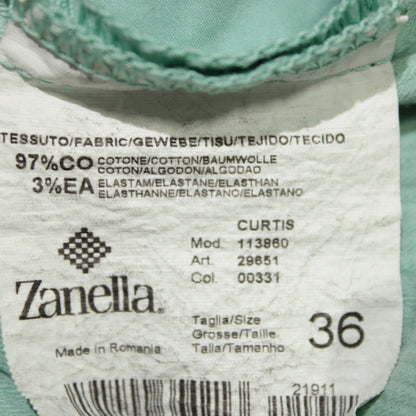 TESSUTO/FABRIC/GEWEBE/TISU/TEJIDO/TECIDO
97%CO COTONE/COTTON/BAUMWOLLE
COTON/ALGODON/ALGODAO
3%EA ELASTAM/ELASTANE/ELASTHAN
ELASTHANNE/ELASTANO/ELASTANO
CURTIS
Mod. 113860
Art. 29651
Col. 00331
Zanella
Taglia/Size
Grosse/Taille
Talla/Tamanho
36
Made in Romania
21911